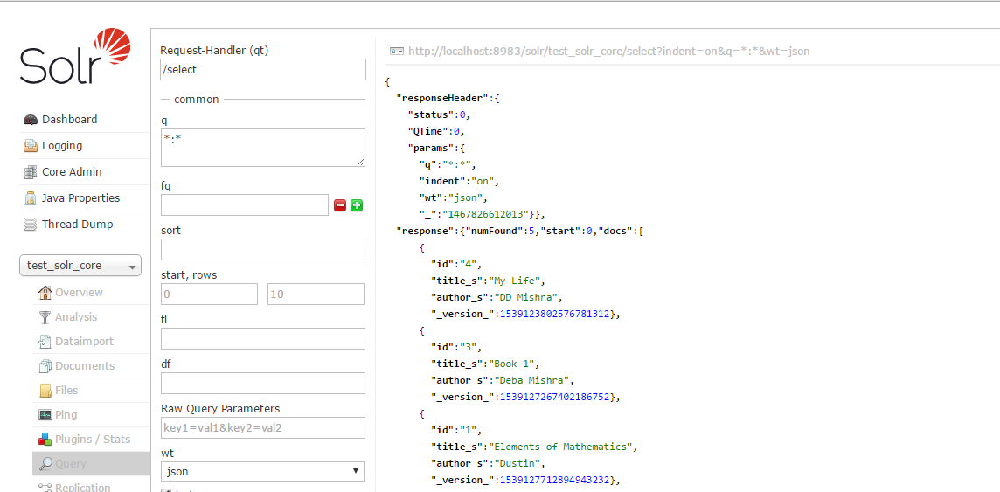 Solr
Dashboard
Logging
Core Admin
Java Properties
Thread Dump
test_solr_core
Overview
Analysis
Dataimport
Documents
Files
Ping
Plugins / Stats
Query
Replication
Request-Handler (qt)
/select
common
q
*:*
fq
sort
start, rows
0 10
fl
df
Raw Query Parameters
key1=val1&key2=val2
wt
json
http://localhost:8983/solr/test_solr_core/select?indent=on&q=*:*&wt=json
{
"responseHeader":{
"status":0,
"QTime":0,
"params":{
"q":"*:*",
"indent":"on",
"wt":"json",
"_":"1467826612013"}},
"response":{"numFound":5,"start":0,"docs":[
{
"id":"4",
"title_s":"My Life",
"author_s":"DD Mishra",
"_version_":1539123802576781312},
{
"id":"3",
"title_s":"Book-1",
"author_s":"Deba Mishra",
"_version_":1539127267402186752},
{
"id":"1",
"title_s":"Elements of Mathematics",
"author_s":"Dustin",
"_version_":1539127712894943232},